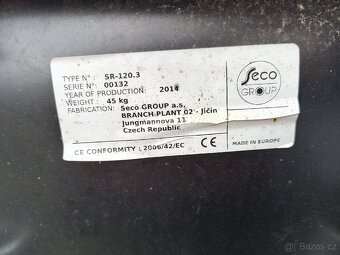 TYPE N° : SR-120.3
SERIE N°: 00132
YEAR OF PRODUCTION: 2014
WEIGHT: 45 kg
FABRICATION: Seco GROUP a.s.
BRANCH PLANT 02 - Jičín
Jungmannova 11
Czech Republic
Seco
GROUP
CE CONFORMITY : 2006/42/EC
CE
MADE IN EUROPE
Bazoš.cz